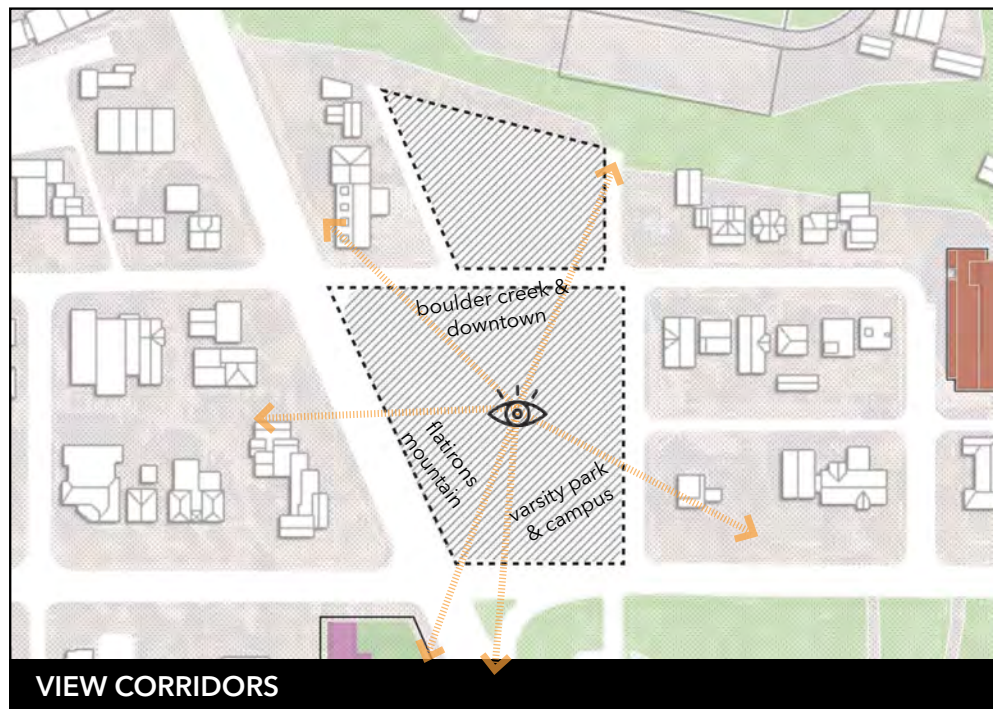 boulder creek &
downtown
flatirons
mountain
varsity park
& campus
VIEW CORRIDORS